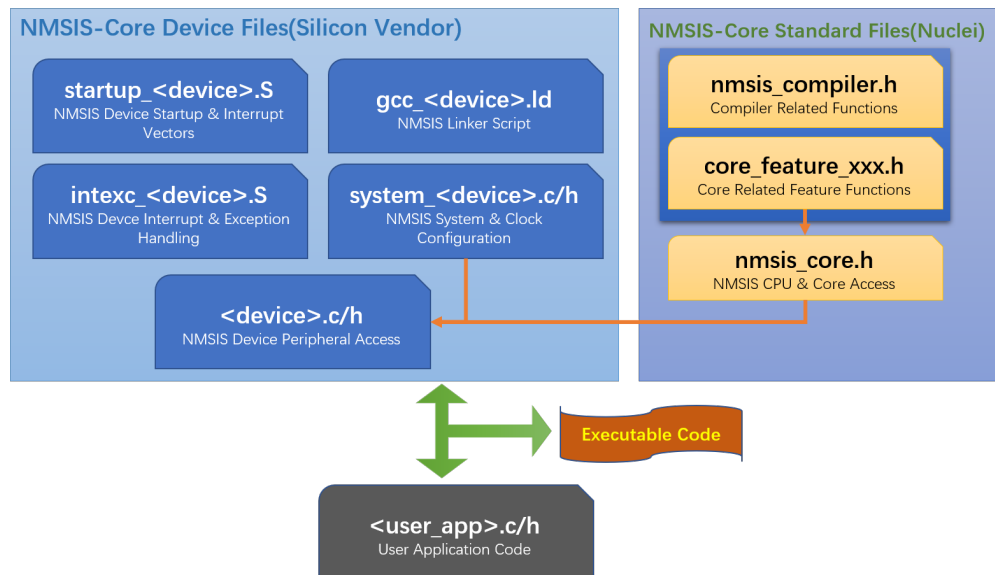 NMSIS-Core Device Files(Silicon Vendor)
startup_<device>.S
NMSIS Device Startup & Interrupt
Vectors
gcc_<device>.ld
NMSIS Linker Script
intexc_<device>.S
NMSIS Devce Interrupt & Exception
Handling
system_<device>.c/h
NMSIS System & Clock
Configuration
<device>.c/h
NMSIS Device Peripheral Access
NMSIS-Core Standard Files(Nuclei)
nmsis_compiler.h
Compiler Related Functions
core_feature_xxx.h
Core Related Feature Functions
nmsis_core.h
NMSIS CPU & Core Access
Executable Code
<user_app>.c/h
User Application Code